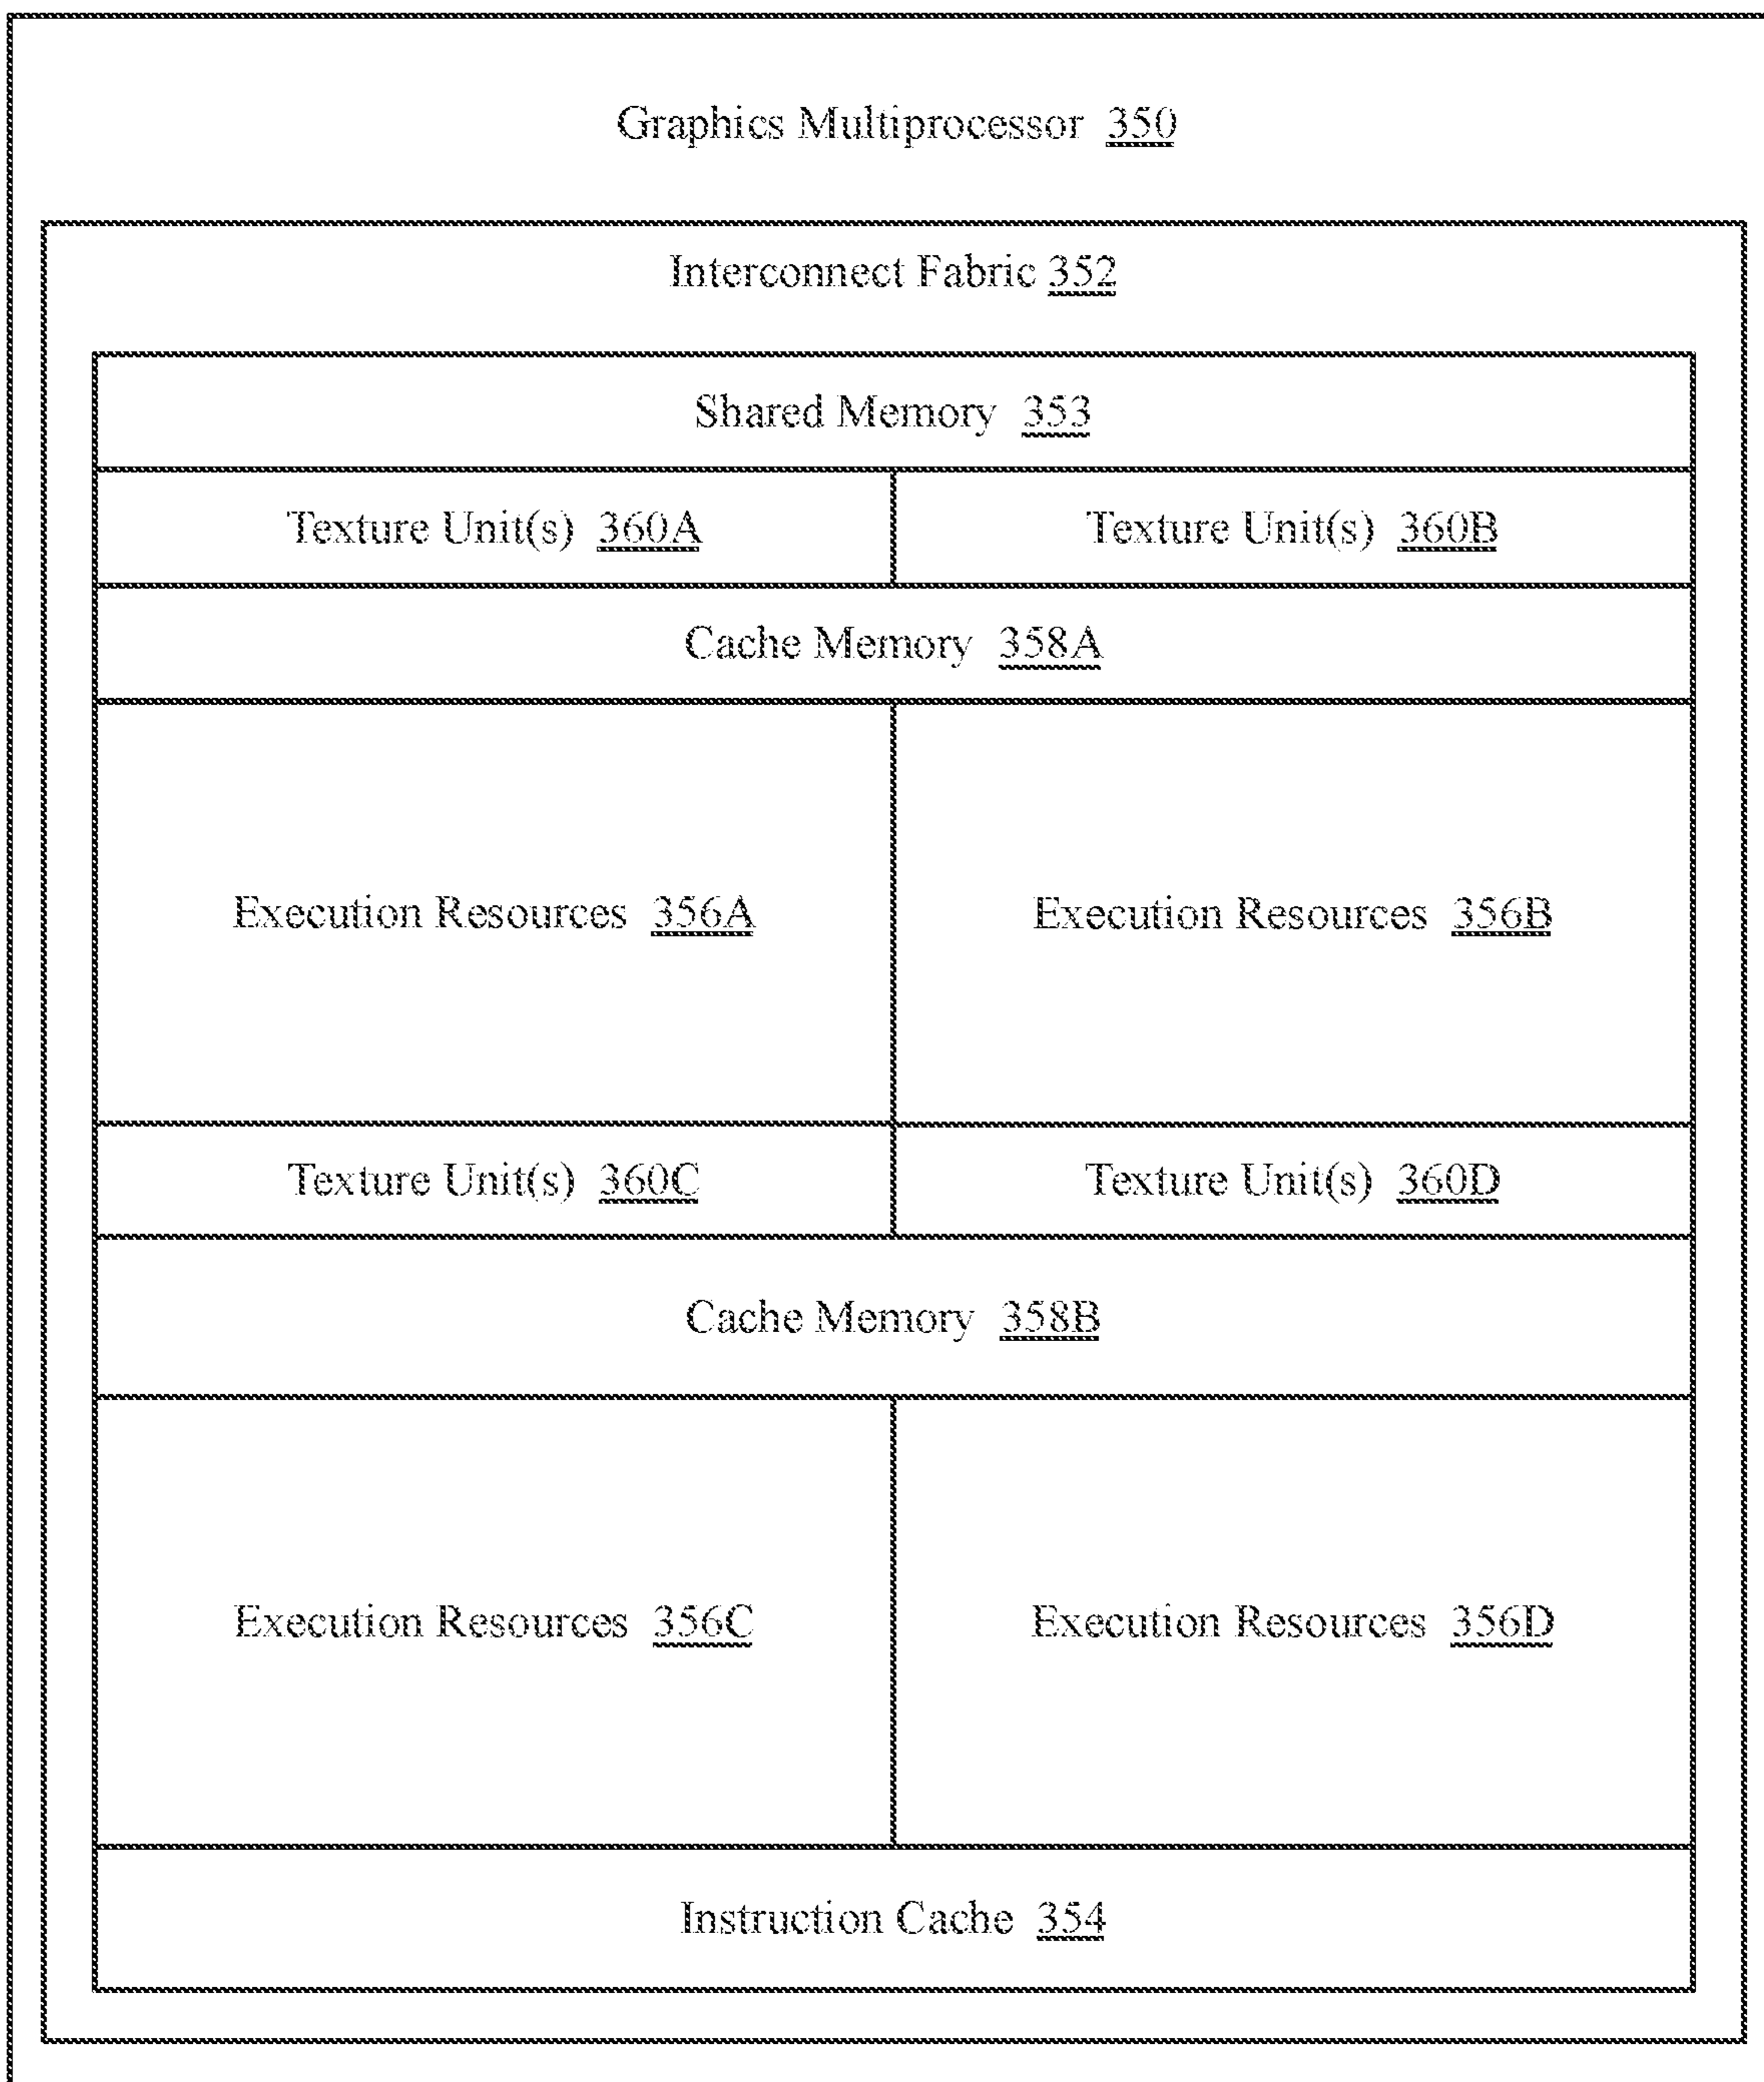 Graphics Multiprocessor 350
Interconnect Fabric 352
Shared Memory 353
Texture Unit(s) 360A
Texture Unit(s) 360B
Cache Memory 358A
Execution Resources 356A
Execution Resources 356B
Texture Unit(s) 360C
Texture Unit(s) 360D
Cache Memory 358B
Execution Resources 356C
Execution Resources 356D
Instruction Cache 354